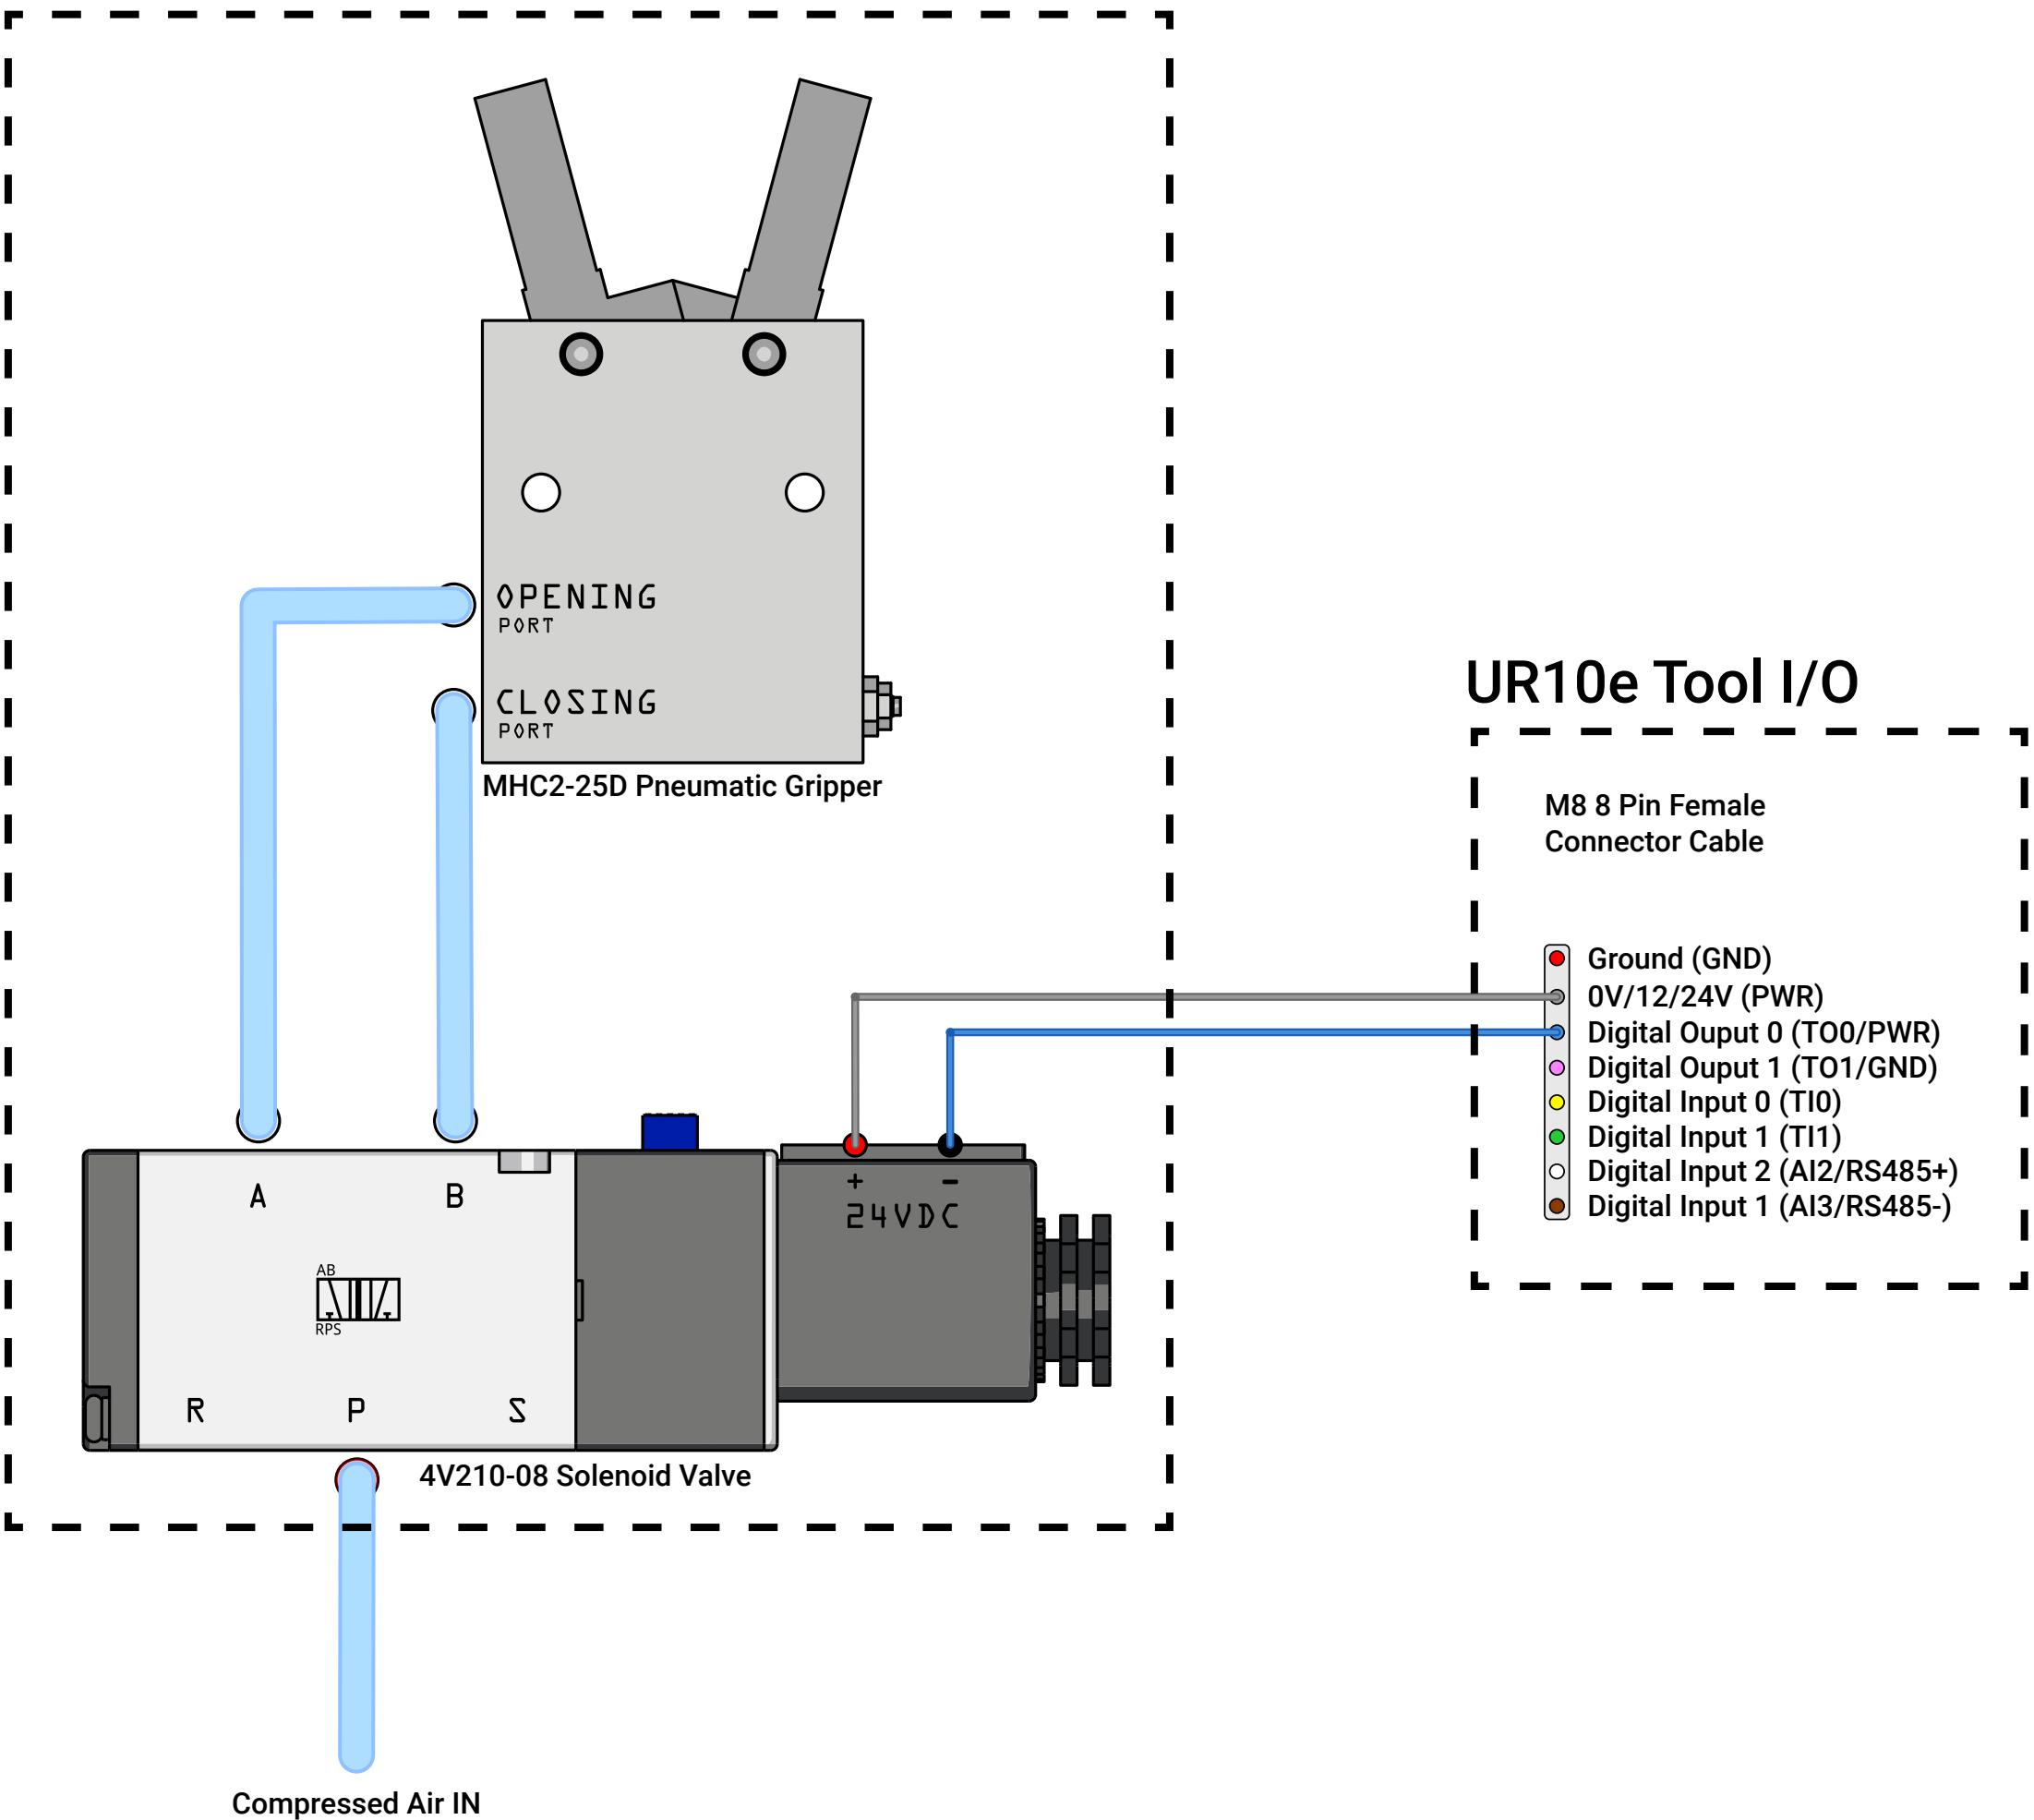 OPENING
PORT
CLOSING
PORT
MHC2-25D Pneumatic Gripper
UR10e Tool I/O
M8 8 Pin Female
Connector Cable
Ground (GND)
0V/12/24V (PWR)
Digital Ouput 0 (TO0/PWR)
Digital Ouput 1 (TO1/GND)
Digital Input 0 (TI0)
Digital Input 1 (TI1)
Digital Input 2 (AI2/RS485+)
Digital Input 1 (AI3/RS485-)
A B
+ -
24VDC
AB
RPS
R P S
4V210-08 Solenoid Valve
Compressed Air IN